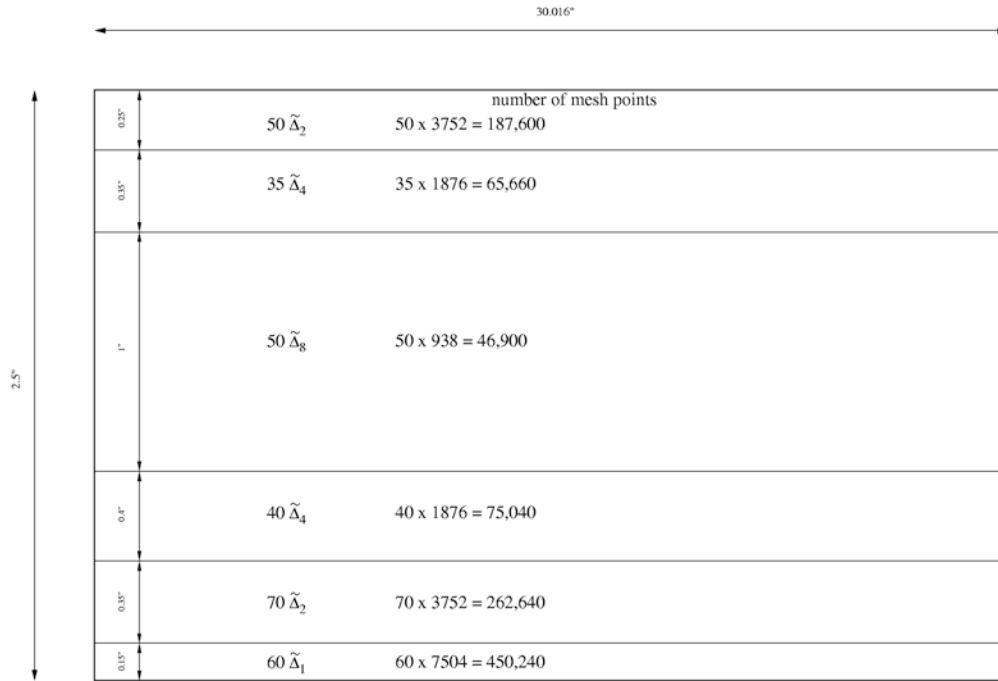 30.016"
number of mesh points
0.25"
50 Δ̃₂ 50 x 3752 = 187,600
0.35"
35 Δ̃₄ 35 x 1876 = 65,660
1"
50 Δ̃₈ 50 x 938 = 46,900
2.5"
0.4"
40 Δ̃₄ 40 x 1876 = 75,040
0.35"
70 Δ̃₂ 70 x 3752 = 262,640
0.15"
60 Δ̃₁ 60 x 7504 = 450,240